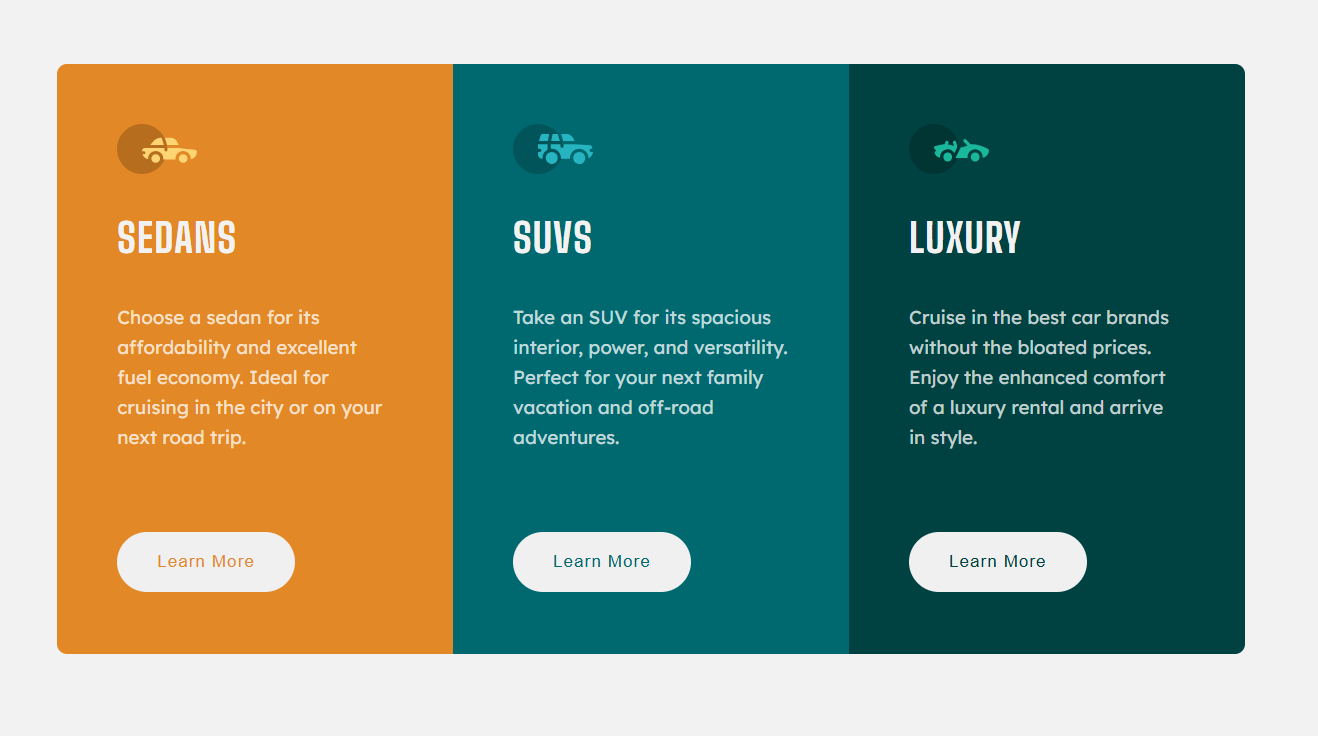 SEDANS
Choose a sedan for its
affordability and excellent
fuel economy. Ideal for
cruising in the city or on your
next road trip.
Learn More
SUVS
Take an SUV for its spacious
interior, power, and versatility.
Perfect for your next family
vacation and off-road
adventures.
Learn More
LUXURY
Cruise in the best car brands
without the bloated prices.
Enjoy the enhanced comfort
of a luxury rental and arrive
in style.
Learn More